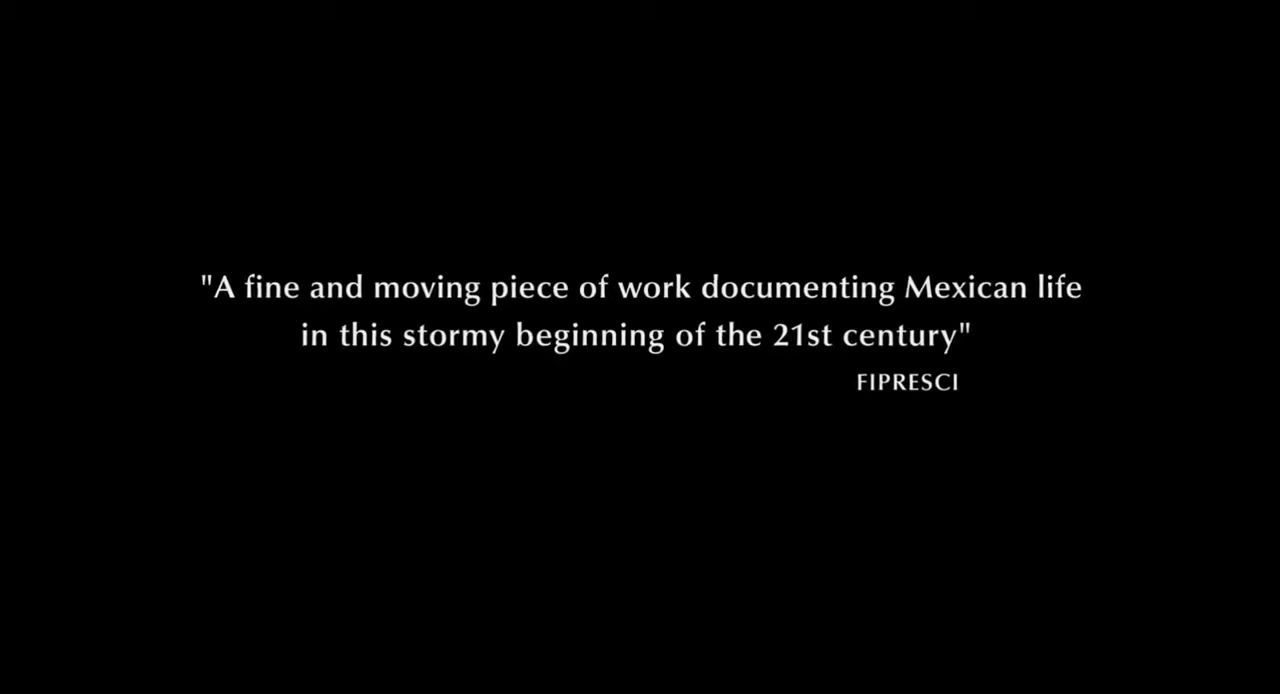 "A fine and moving piece of work documenting Mexican life
in this stormy beginning of the 21st century"
FIPRESCI